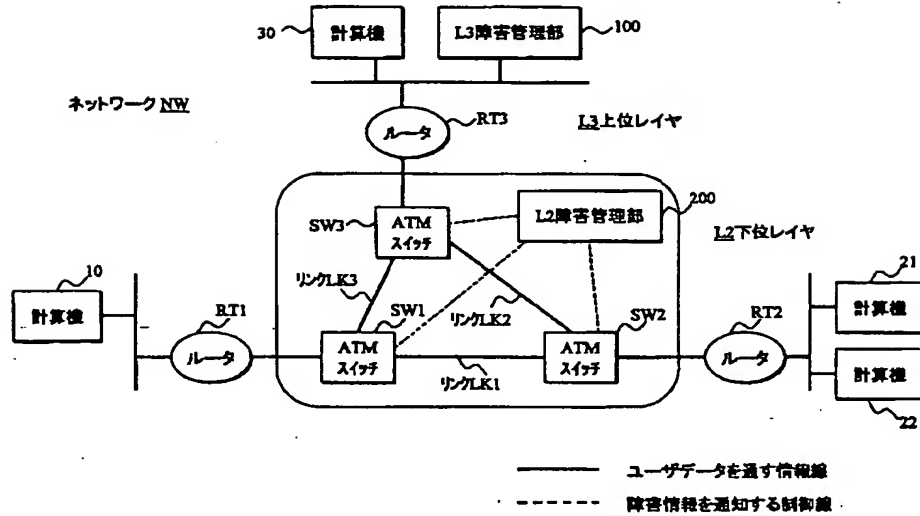 30
計算機
L3障害管理部
100
ネットワーク NW
ルータ
RT3
L3上位レイヤ
SW3
ATM
スイッチ
L2障害管理部
200
L2下位レイヤ
10
計算機
リンクLK3
リンクLK2
21
計算機
RT1
ルータ
SW1
ATM
スイッチ
リンクLK1
SW2
ATM
スイッチ
RT2
ルータ
計算機
22
ユーザデータを通す情報線
障害情報を通知する制御線